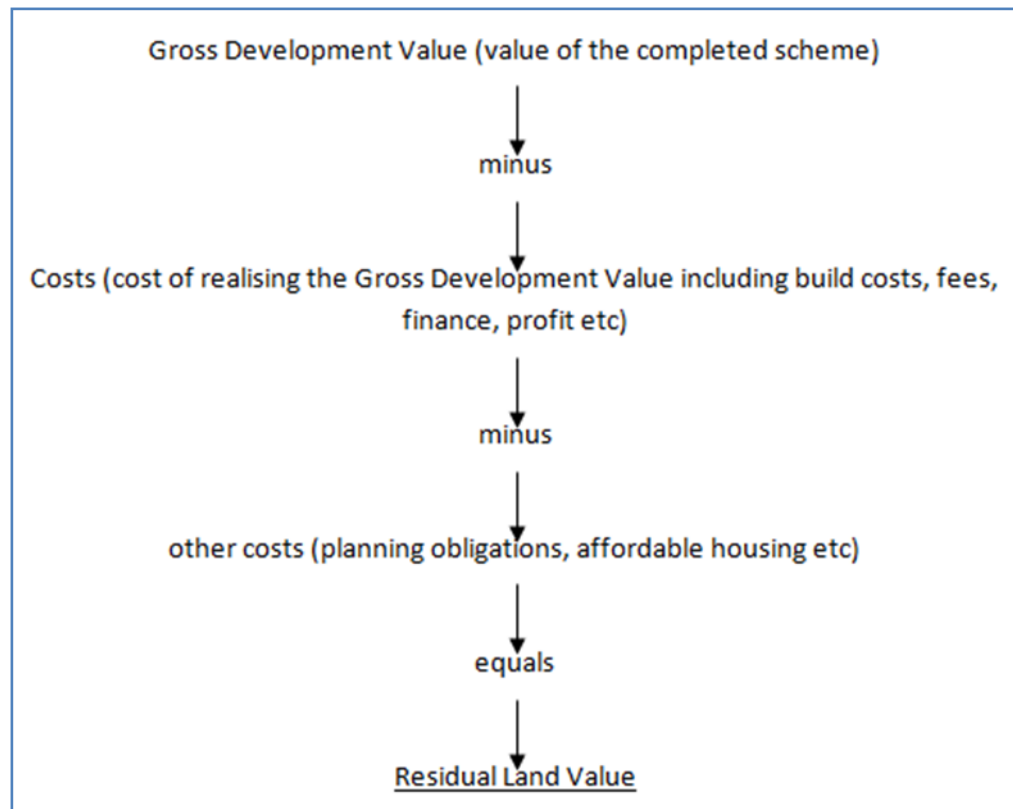 Gross Development Value (value of the completed scheme)
minus
Costs (cost of realising the Gross Development Value including build costs, fees,
finance, profit etc)
minus
other costs (planning obligations, affordable housing etc)
equals
Residual Land Value